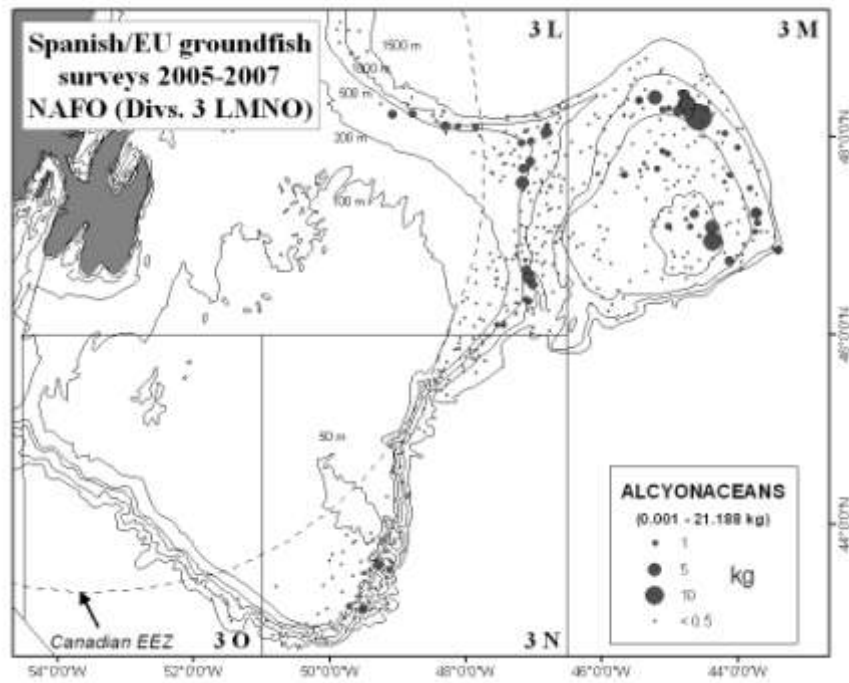 Spanish/EU groundfish
surveys 2005-2007
NAFO (Divs. 3 LMNO)
3 L
3 M
1500 m
1000 m
500 m
200 m
100 m
48°0'0"N
46°0'0"N
50 m
44°0'0"N
ALCYONACEANS
(0.001 - 21.188 kg)
1
5
10
<0.5
kg
Canadian EEZ
3 O
3 N
54°0'0"W
52°0'0"W
50°0'0"W
48°0'0"W
46°0'0"W
44°0'0"W